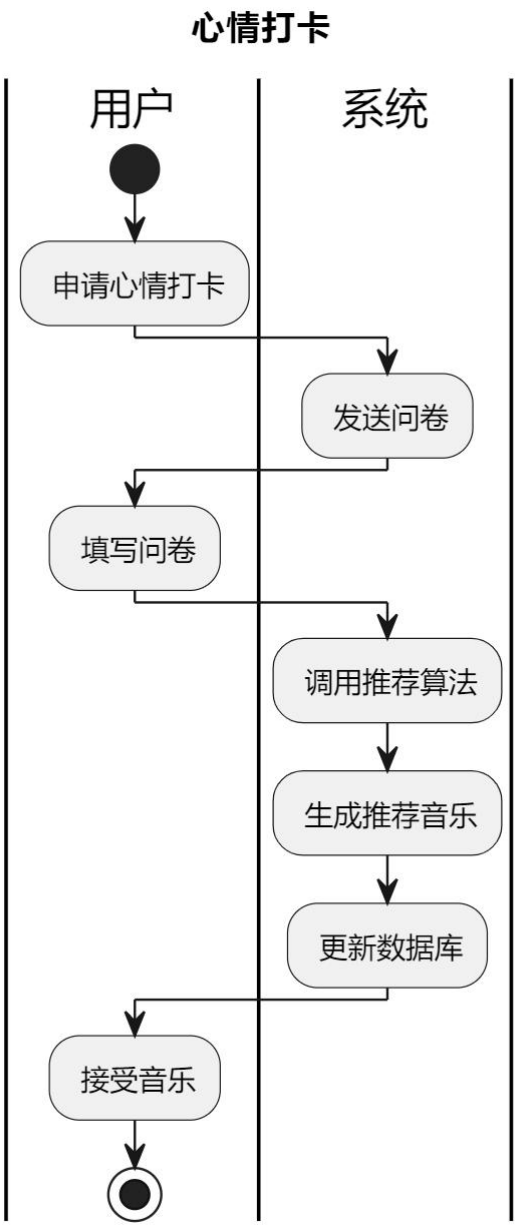 心情打卡
用户
系统
申请心情打卡
发送问卷
填写问卷
调用推荐算法
生成推荐音乐
更新数据库
接受音乐